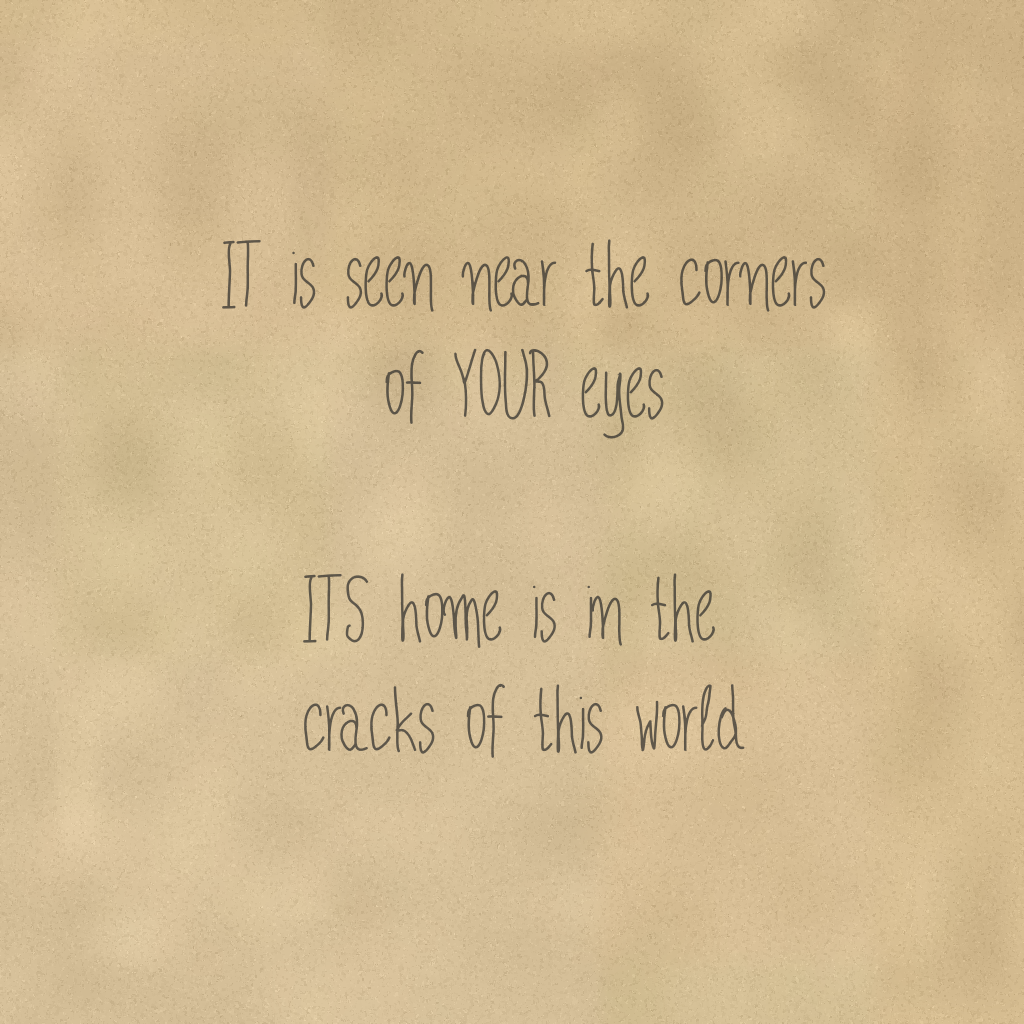 IT is seen near the corners
of YOUR eyes
ITS home is in the
cracks of this world